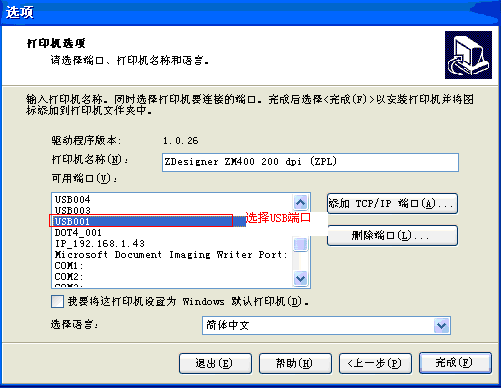 选项
打印机选项
请选择端口、打印机名称和语言。
输入打印机名称。同时选择打印机要连接的端口。完成后选择<完成(F)>以安装打印机并将图
标添加到打印机文件夹中。
驱动程序版本: 1.0.26
打印机名称(N): ZDesigner ZM400 200 dpi (ZPL)
可用端口(V):
USB004
USB003
USB001 选择USB端口
DOT4_001
IP_192.168.1.43
Microsoft Document Imaging Writer Port:
COM1:
COM2:
添加 TCP/IP 端口(A)...
删除端口(L)...
我要将这打印机设置为 Windows 默认打印机(D)。
选择语言: 简体中文
退出(E) 帮助(H) <上一步(P) 完成(F)